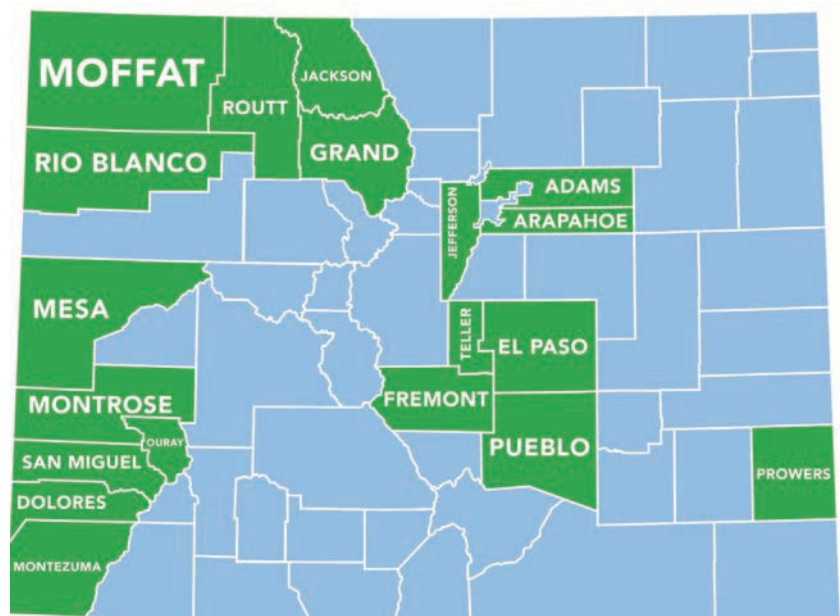 MOFFAT
JACKSON
ROUTT
GRAND
RIO BLANCO
ADAMS
JEFFERSON
ARAPAHOE
MESA
TELLER
EL PASO
FREMONT
MONTROSE
OURAY
PUEBLO
SAN MIGUEL
PROWERS
DOLORES
MONTEZUMA